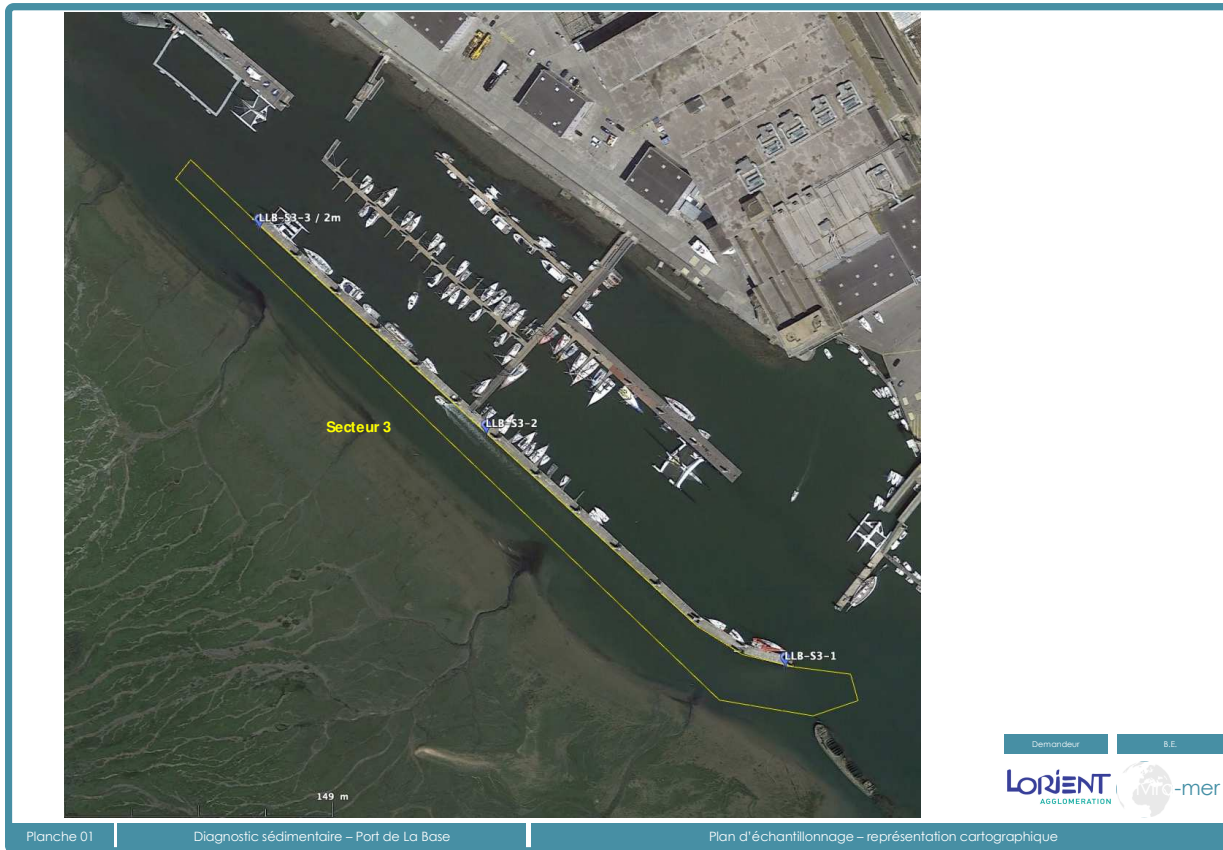 LLB-S3-3 / 2m
Secteur 3
LLB-S3-2
LLB-S3-1
149 m
Demandeur
B.E.
LORIENT
AGGLOMERATION
-mer
Planche 01
Diagnostic sédimentaire – Port de La Base
Plan d'échantillonnage – représentation cartographique